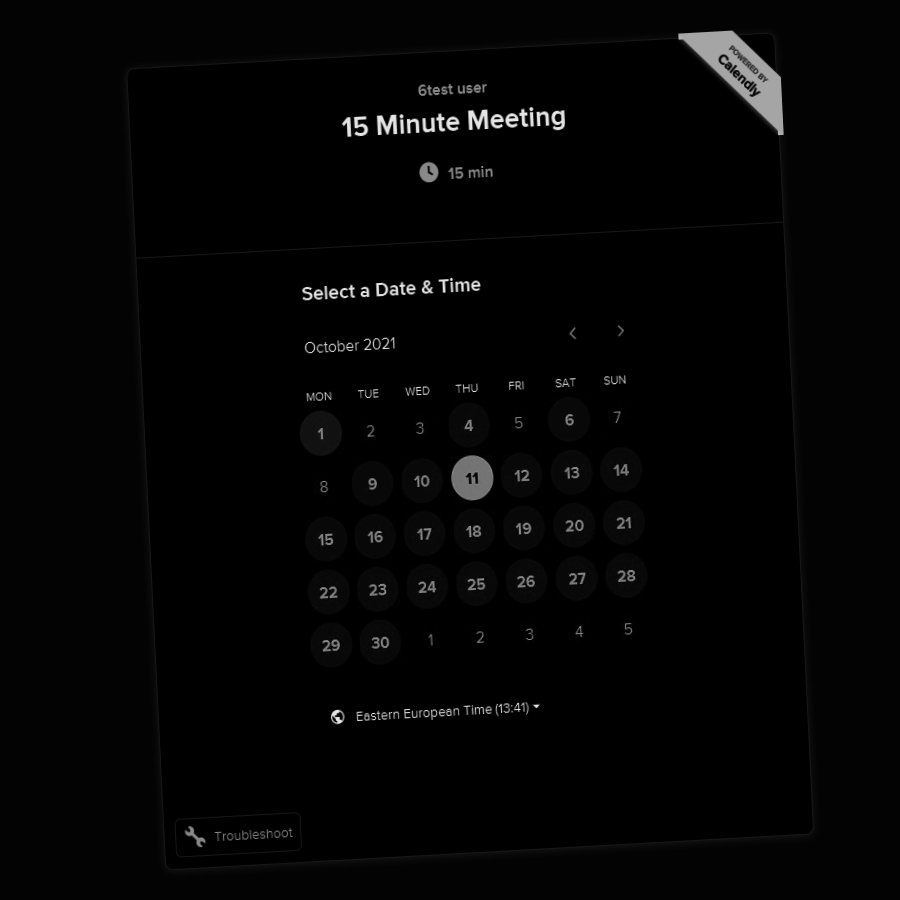 POWERED BY
Calendly
6test user
15 Minute Meeting
15 min
Select a Date & Time
October 2021
MON TUE WED THU FRI SAT SUN
1 2 3 4 5 6 7
8 9 10 11 12 13 14
15 16 17 18 19 20 21
22 23 24 25 26 27 28
29 30 1 2 3 4 5
Eastern European Time (13:41)
Troubleshoot